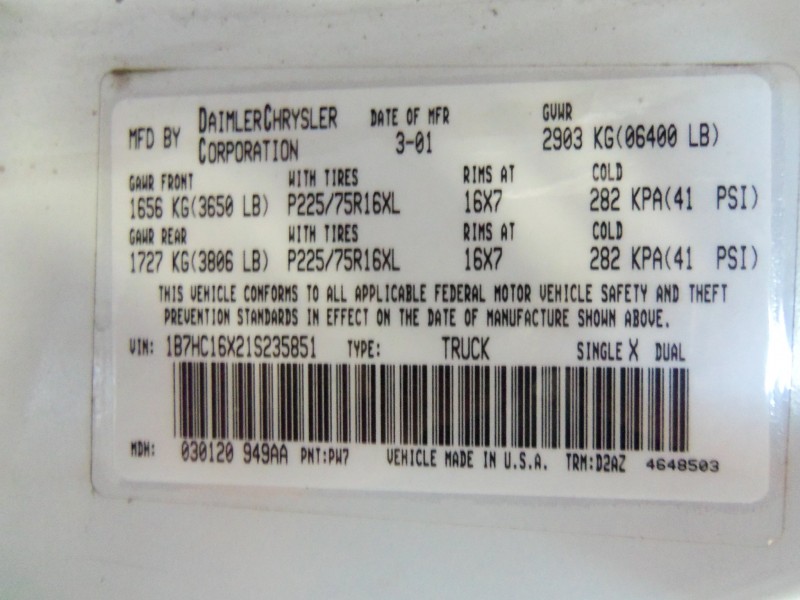 MFD BY DAIMLERCHRYSLER CORPORATION DATE OF MFR 3-01 GVWR 2903 KG(06400 LB)
GAWR FRONT WITH TIRES RIMS AT COLD
1656 KG(3650 LB) P225/75R16XL 16X7 282 KPA(41 PSI)
GAWR REAR WITH TIRES RIMS AT COLD
1727 KG(3806 LB) P225/75R16XL 16X7 282 KPA(41 PSI)
THIS VEHICLE CONFORMS TO ALL APPLICABLE FEDERAL MOTOR VEHICLE SAFETY AND THEFT
PREVENTION STANDARDS IN EFFECT ON THE DATE OF MANUFACTURE SHOWN ABOVE.
VIN: 1B7HC16X21S235851 TYPE: TRUCK SINGLE X DUAL
MDH: 030120 949AA PNT:PW7 VEHICLE MADE IN U.S.A. TRM:D2AZ 4648503